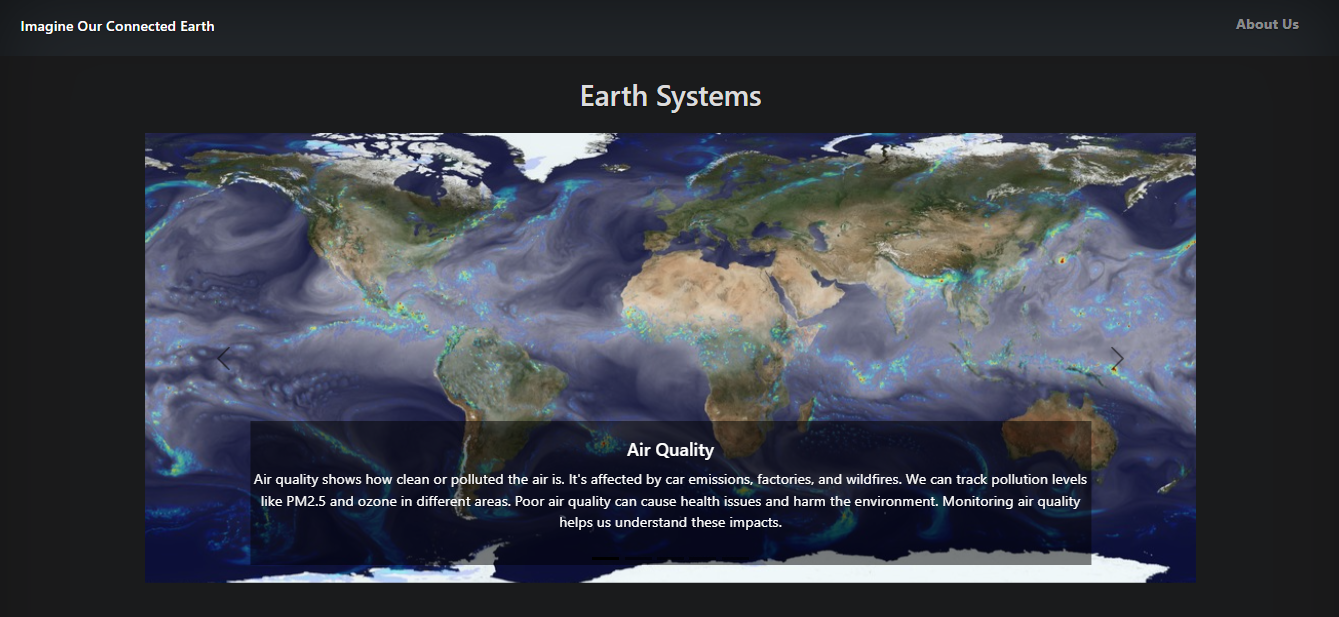 Imagine Our Connected Earth
About Us
Earth Systems
Air Quality
Air quality shows how clean or polluted the air is. It's affected by car emissions, factories, and wildfires. We can track pollution levels
like PM2.5 and ozone in different areas. Poor air quality can cause health issues and harm the environment. Monitoring air quality
helps us understand these impacts.